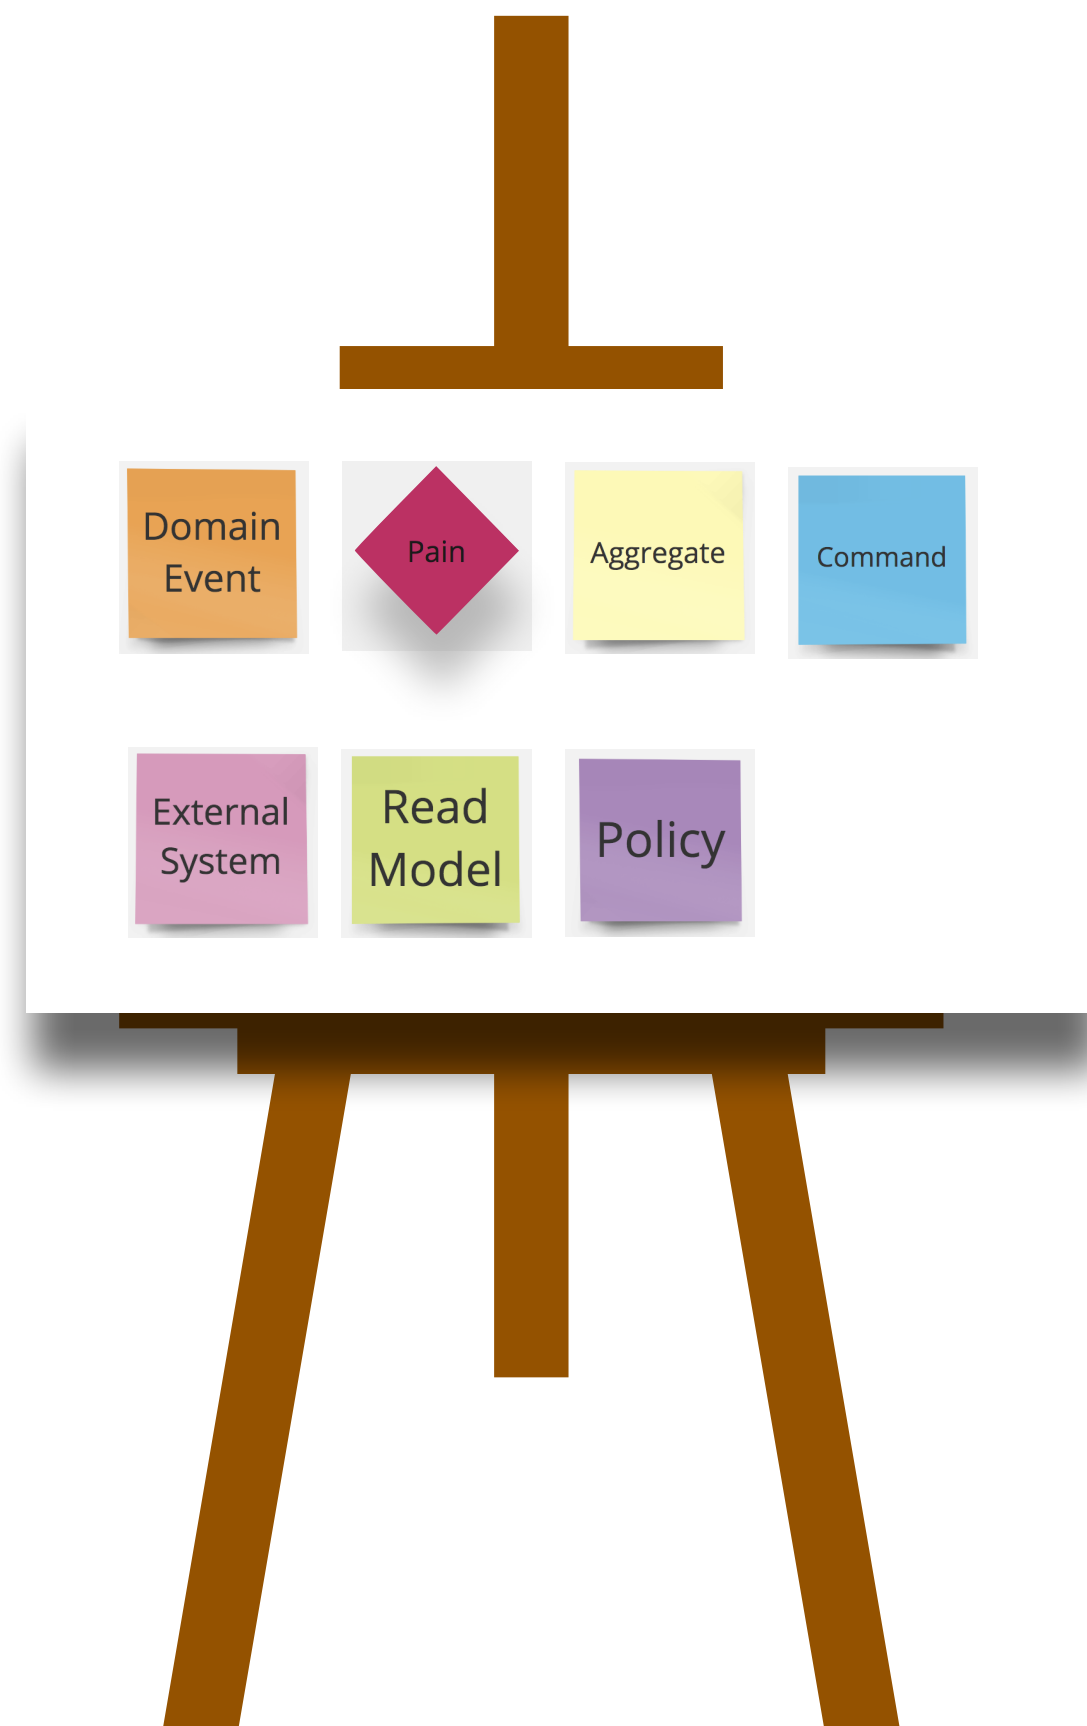 Domain
Event
Pain
Aggregate
Command
External
System
Read
Model
Policy